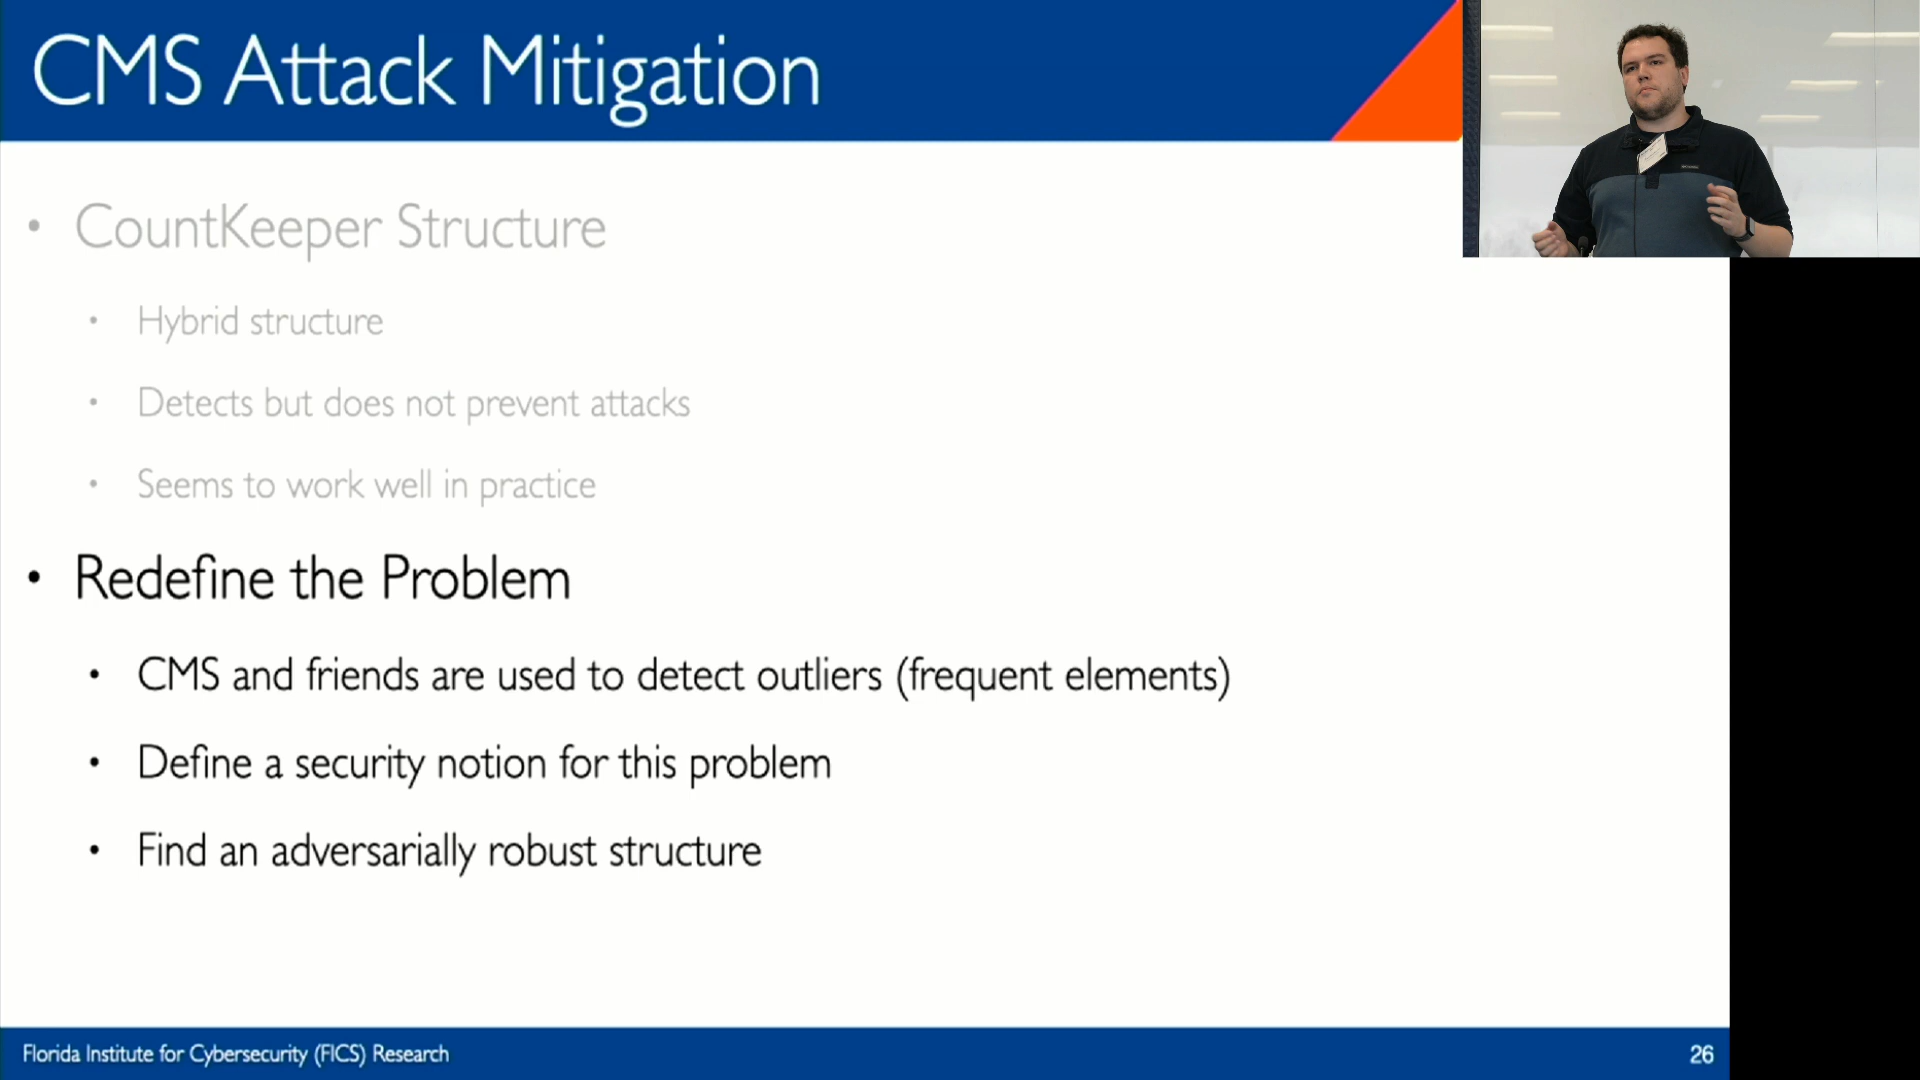 CMS Attack Mitigation
• CountKeeper Structure
• Hybrid structure
• Detects but does not prevent attacks
• Seems to work well in practice
• Redefine the Problem
• CMS and friends are used to detect outliers (frequent elements)
• Define a security notion for this problem
• Find an adversarially robust structure
Florida Institute for Cybersecurity (FICS) Research
26